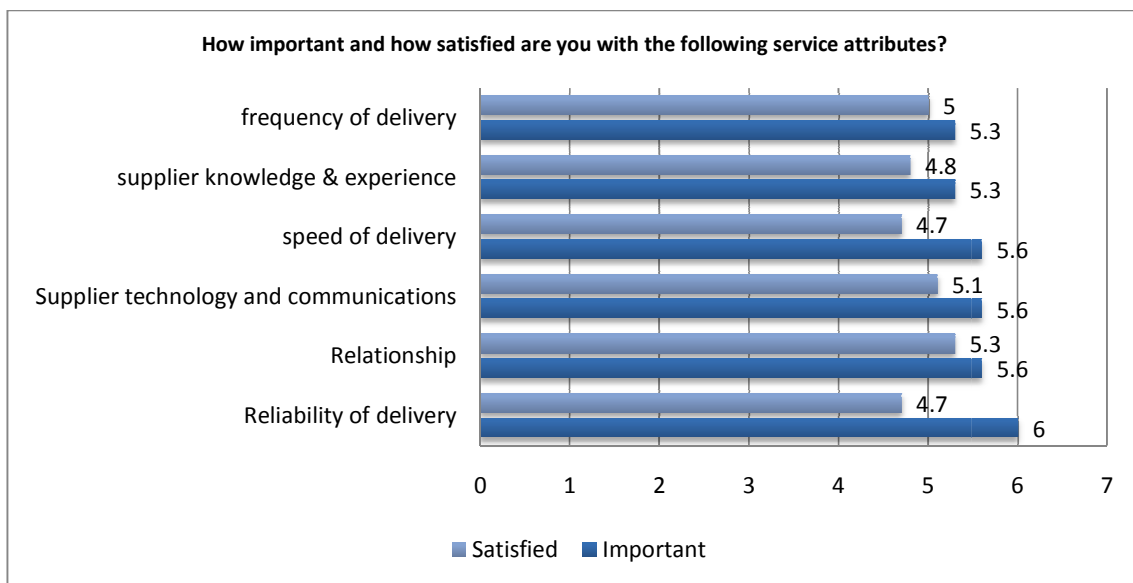 How important and how satisfied are you with the following service attributes?
frequency of delivery
5
5.3
supplier knowledge & experience
4.8
5.3
speed of delivery
4.7
5.6
Supplier technology and communications
5.1
5.6
Relationship
5.3
5.6
Reliability of delivery
4.7
6
0 1 2 3 4 5 6 7
Satisfied Important